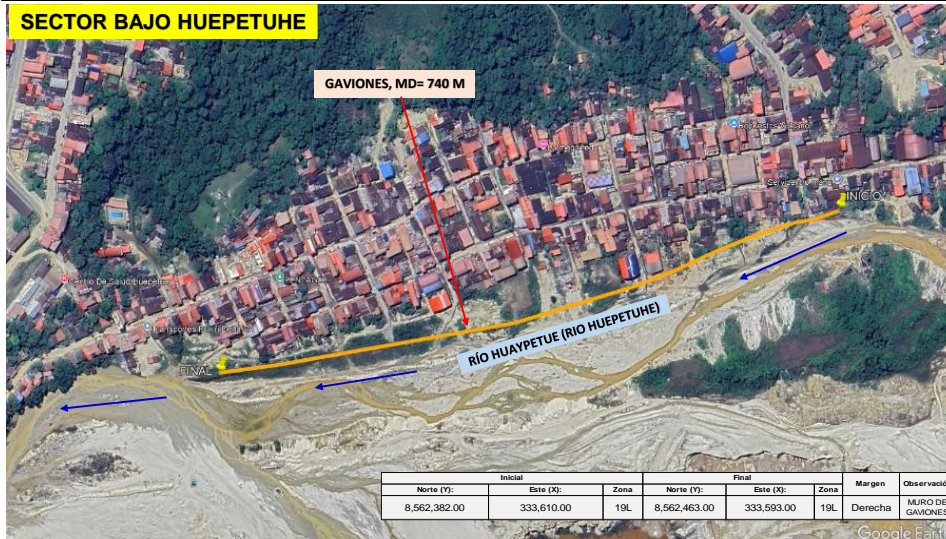 SECTOR BAJO HUEPETUHE
GAVIONES, MD= 740 M
INICIO
FINAL
RÍO HUAYPETUE (RIO HUEPETUHE)
Inicial Final Margen Observació
Norte (Y): Este (X): Zona Norte (Y): Este (X): Zona
8,562,382.00 333,610.00 19L 8,562,463.00 333,593.00 19L Derecha MURO DE
GAVIONES
Google Earth